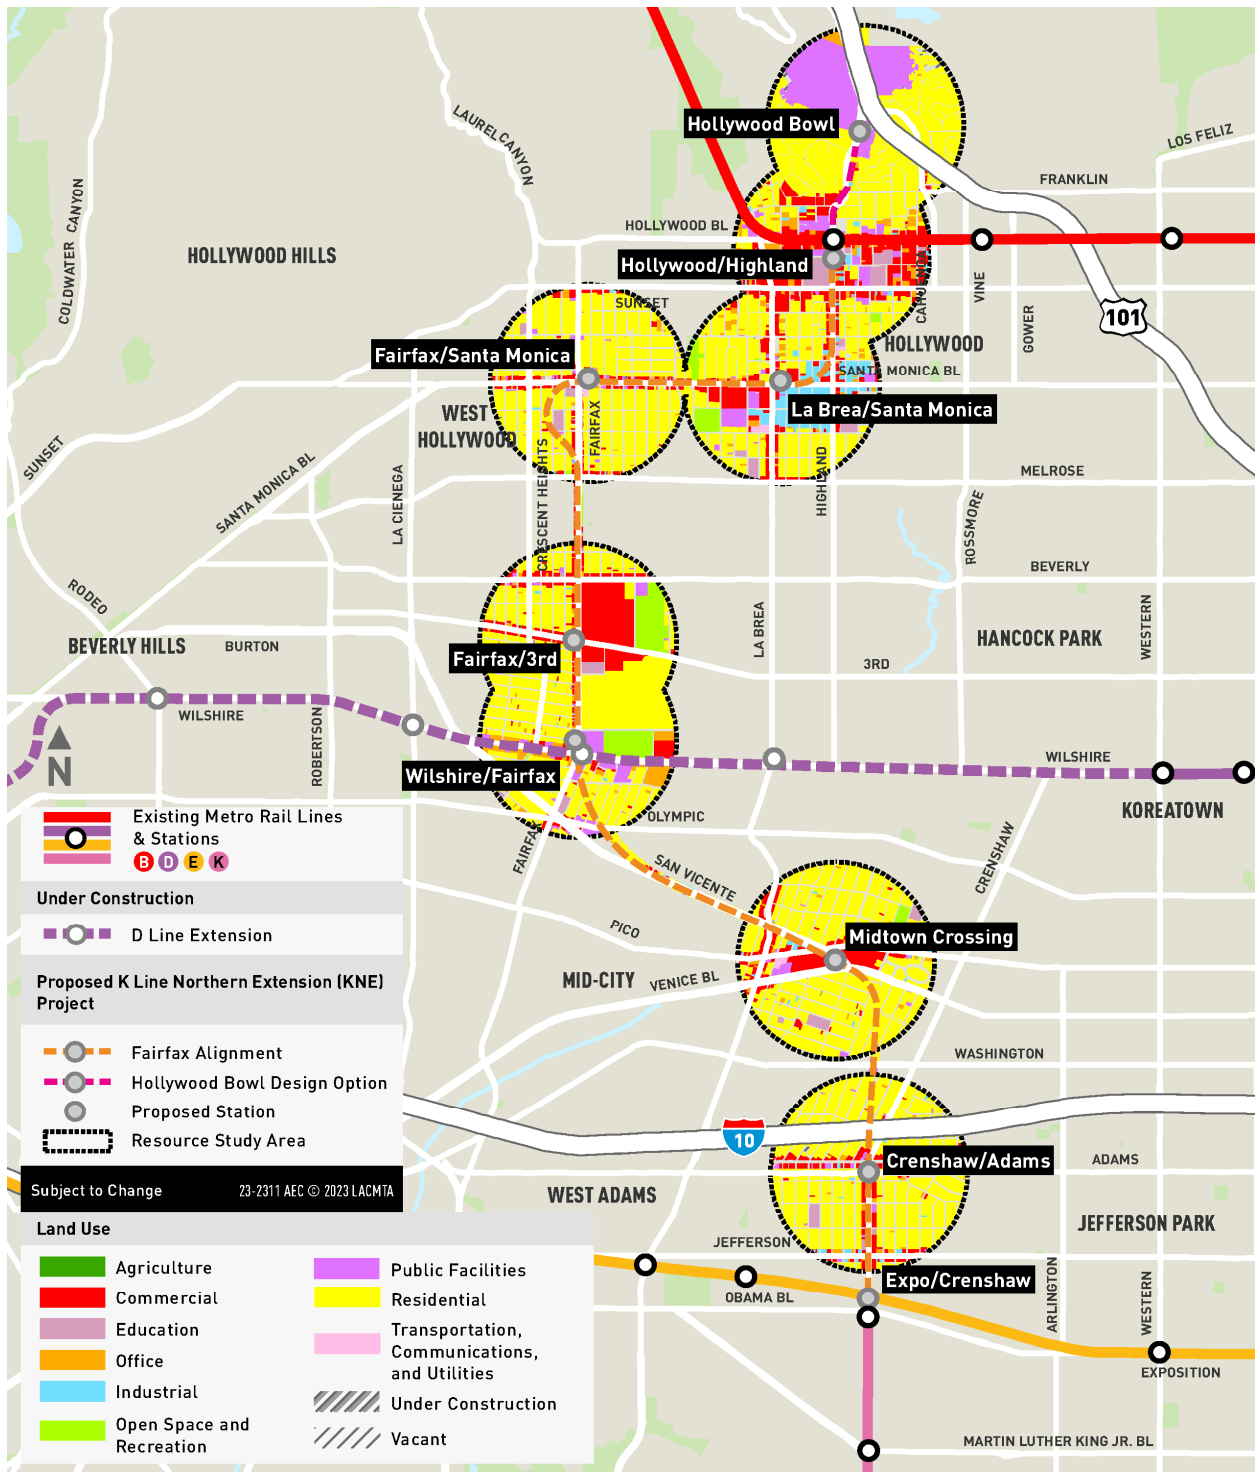 Hollywood Bowl
LAUREL CANYON
LOS FELIZ
FRANKLIN
COLDWATER CANYON
HOLLYWOOD BL
HOLLYWOOD HILLS
Hollywood/Highland
CAHUENGA
VINE
GOWER
101
SUNSET
HOLLYWOOD
Fairfax/Santa Monica
SANTA MONICA BL
La Brea/Santa Monica
WEST
HOLLYWOOD
FAIRFAX
CRESCENT HEIGHTS
HIGHLAND
SUNSET
SANTA MONICA BL
LA CIENEGA
MELROSE
ROSSMORE
BEVERLY
RODEO
LA BREA
WESTERN
BEVERLY HILLS
BURTON
HANCOCK PARK
Fairfax/3rd
3RD
WILSHIRE
ROBERTSON
N
WILSHIRE
Wilshire/Fairfax
KOREATOWN
OLYMPIC
FAIRFAX
SAN VICENTE
CRENSHAW
PICO
Midtown Crossing
MID-CITY
VENICE BL
WASHINGTON
10
Crenshaw/Adams
ADAMS
WEST ADAMS
JEFFERSON PARK
JEFFERSON
Expo/Crenshaw
OBAMA BL
ARLINGTON
WESTERN
EXPOSITION
MARTIN LUTHER KING JR. BL
Existing Metro Rail Lines
& Stations
B D E K
Under Construction
D Line Extension
Proposed K Line Northern Extension (KNE)
Project
Fairfax Alignment
Hollywood Bowl Design Option
Proposed Station
Resource Study Area
Subject to Change
23-2311 AEC © 2023 LACMTA
Land Use
Agriculture
Commercial
Education
Office
Industrial
Open Space and
Recreation
Public Facilities
Residential
Transportation,
Communications,
and Utilities
Under Construction
Vacant